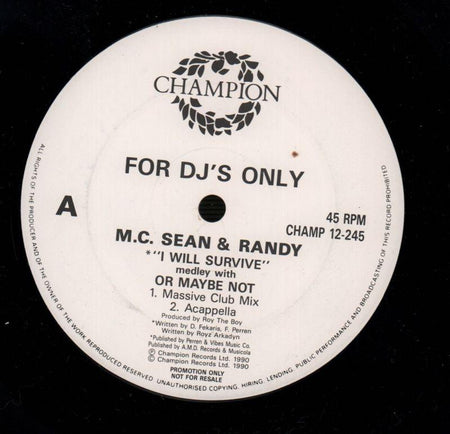 CHAMPION
FOR DJ'S ONLY
A
45 RPM
CHAMP 12-245
M.C. SEAN & RANDY
*"I WILL SURVIVE"
medley with
OR MAYBE NOT
1. Massive Club Mix
2. Acappella
Produced by Roy The Boy
*Written by D. Fekaris, F. Perren
Written by Royz Arkadyn
*Published by Perren & Vibes Music Co.
Published by A.M.D. Records & Musicola
℗ Champion Records Ltd. 1990
© Champion Records Ltd. 1990
PROMOTION ONLY
NOT FOR RESALE
ALL RIGHTS OF THE PRODUCER AND OF THE OWNER OF THE WORK REPRODUCED RESERVED. UNAUTHORISED COPYING, HIRING, LENDING, PUBLIC PERFORMANCE AND BROADCASTING OF THIS RECORD PROHIBITED